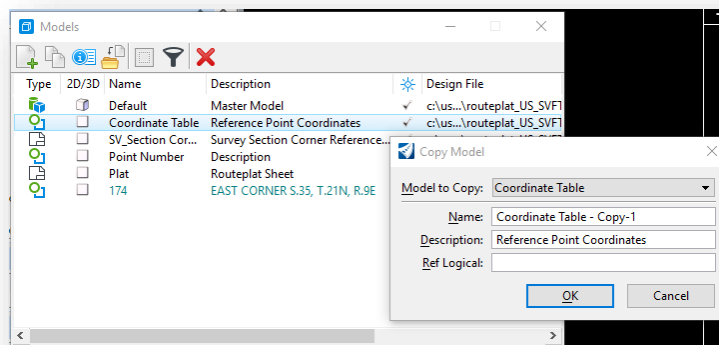 Models
Type 2D/3D Name Description Design File
Default Master Model c:\us...\routeplat_US_SVF1
Coordinate Table Reference Point Coordinates c:\us...\routeplat_US_SVF1
SV_Section Cor... Survey Section Corner Reference...
Point Number Description
Plat Routeplat Sheet
174 EAST CORNER S.35, T.21N, R.9E
Copy Model
Model to Copy: Coordinate Table
Name: Coordinate Table - Copy-1
Description: Reference Point Coordinates
Ref Logical:
OK Cancel